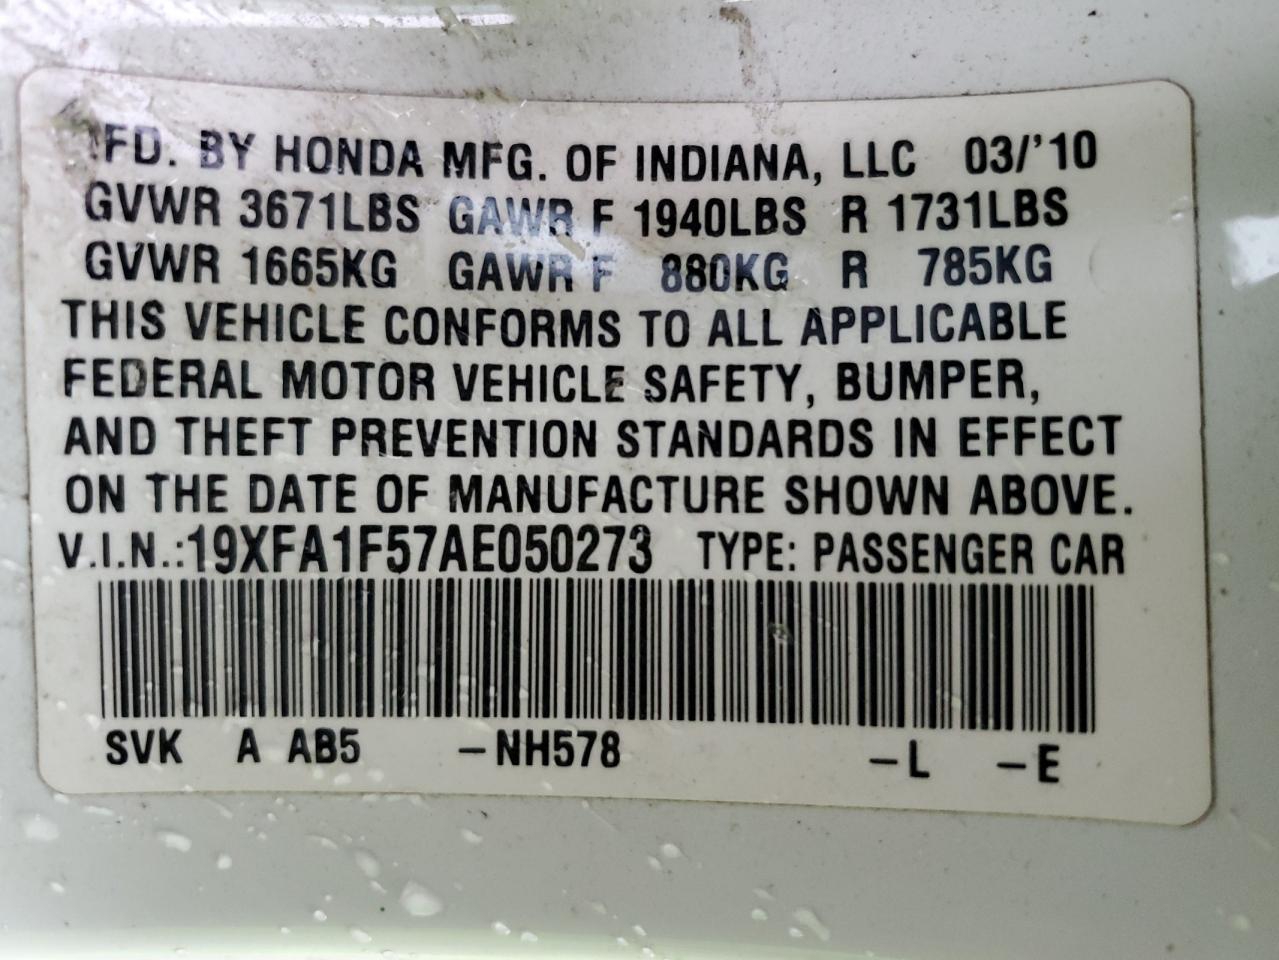 MFD. BY HONDA MFG. OF INDIANA, LLC 03/'10
GVWR 3671LBS GAWR F 1940LBS R 1731LBS
GVWR 1665KG GAWR F 880KG R 785KG
THIS VEHICLE CONFORMS TO ALL APPLICABLE
FEDERAL MOTOR VEHICLE SAFETY, BUMPER,
AND THEFT PREVENTION STANDARDS IN EFFECT
ON THE DATE OF MANUFACTURE SHOWN ABOVE.
V.I.N.:19XFA1F57AE050273 TYPE: PASSENGER CAR
SVK A AB5 –NH578 –L –E